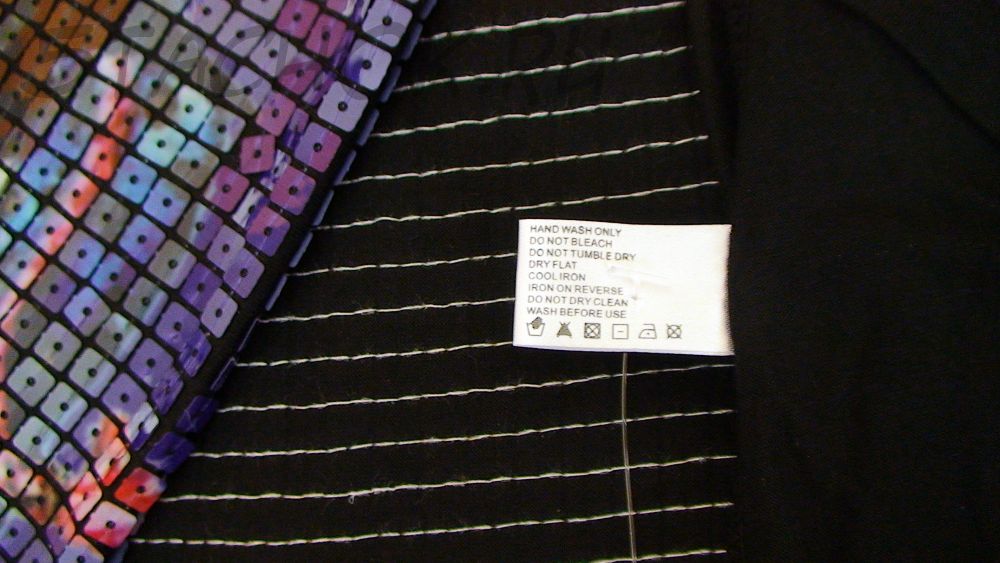 HAND WASH ONLY
DO NOT BLEACH
DO NOT TUMBLE DRY
DRY FLAT
COOL IRON
IRON ON REVERSE
DO NOT DRY CLEAN
WASH BEFORE USE